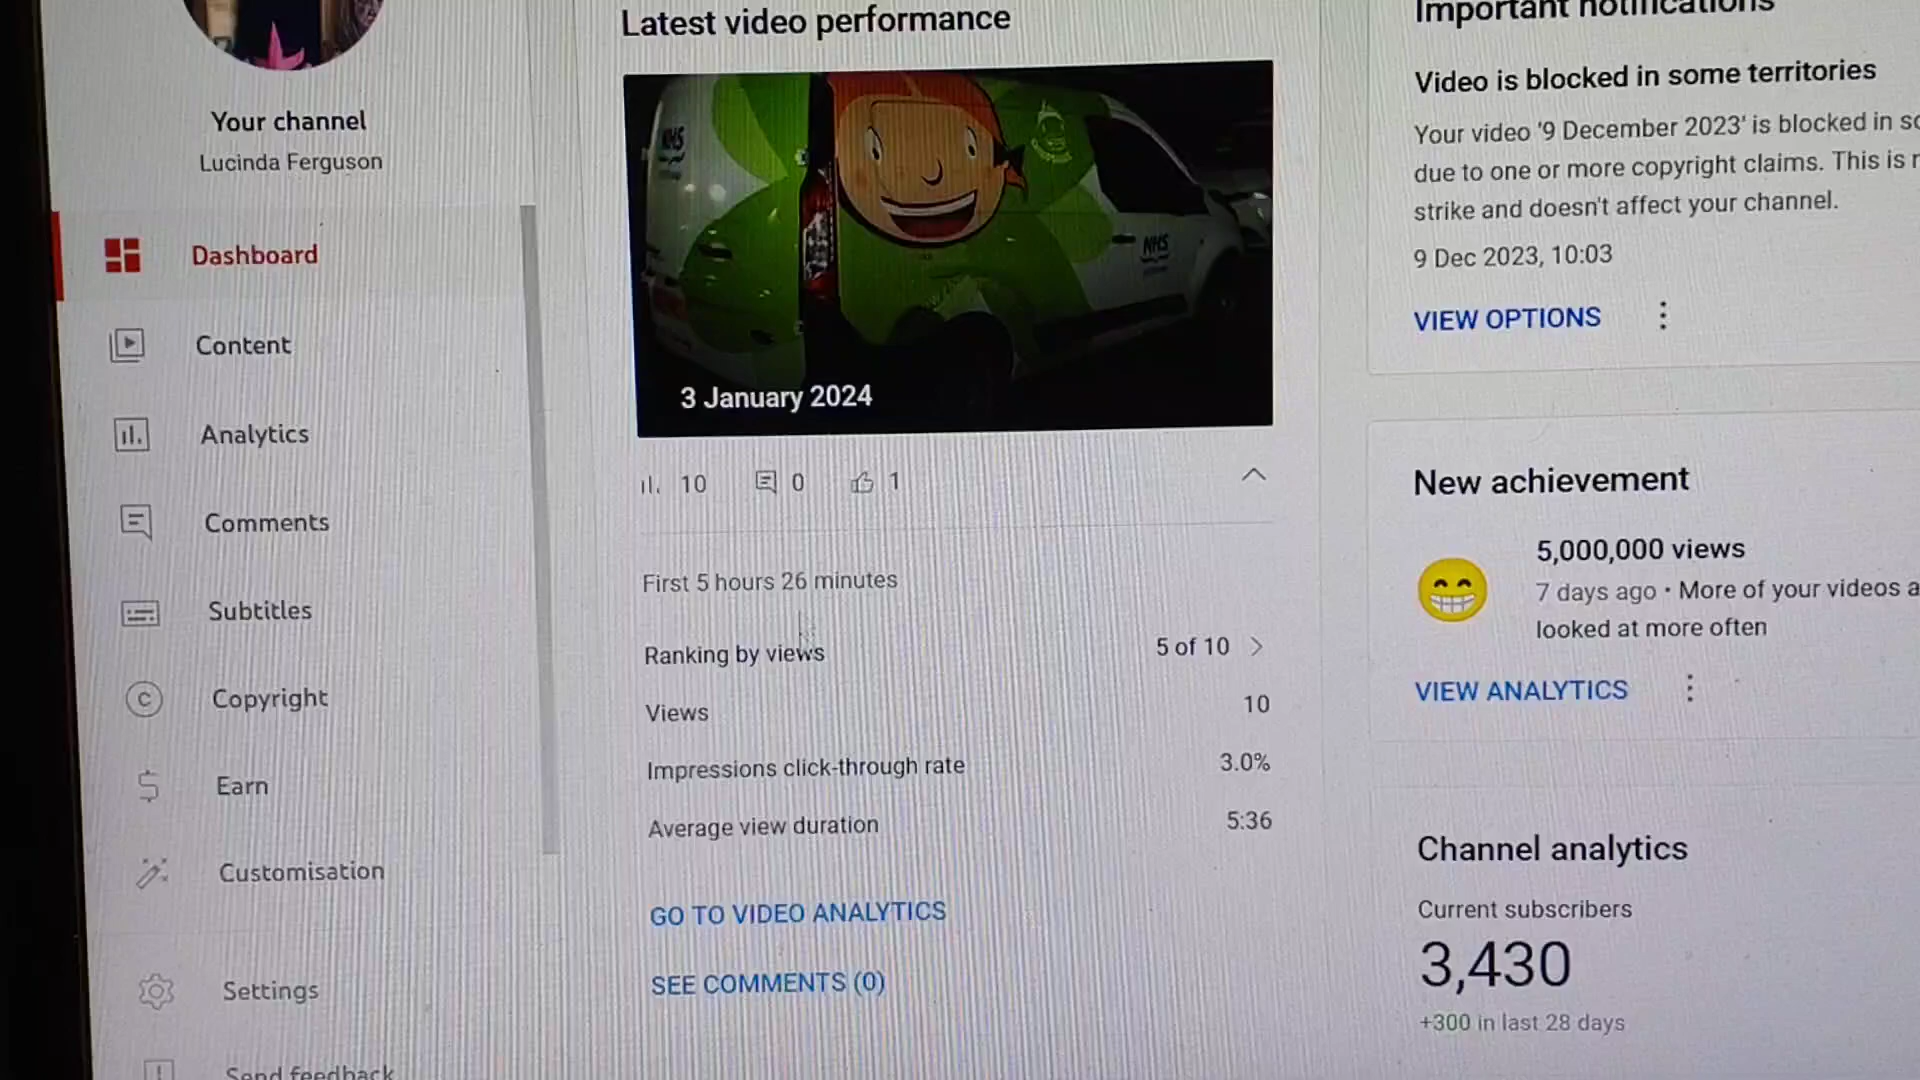 Your channel
Lucinda Ferguson
Dashboard
Content
Analytics
Comments
Subtitles
Copyright
Earn
Customisation
Settings
Send feedback
Latest video performance
NHS
NHS
3 January 2024
10
0
1
First 5 hours 26 minutes
Ranking by views
5 of 10
Views
10
Impressions click-through rate
3.0%
Average view duration
5:36
GO TO VIDEO ANALYTICS
SEE COMMENTS (0)
Important notifications
Video is blocked in some territories
Your video '9 December 2023' is blocked in
due to one or more copyright claims. This is
strike and doesn't affect your channel.
9 Dec 2023, 10:03
VIEW OPTIONS
New achievement
5,000,000 views
7 days ago • More of your videos
looked at more often
VIEW ANALYTICS
Channel analytics
Current subscribers
3,430
+300 in last 28 days